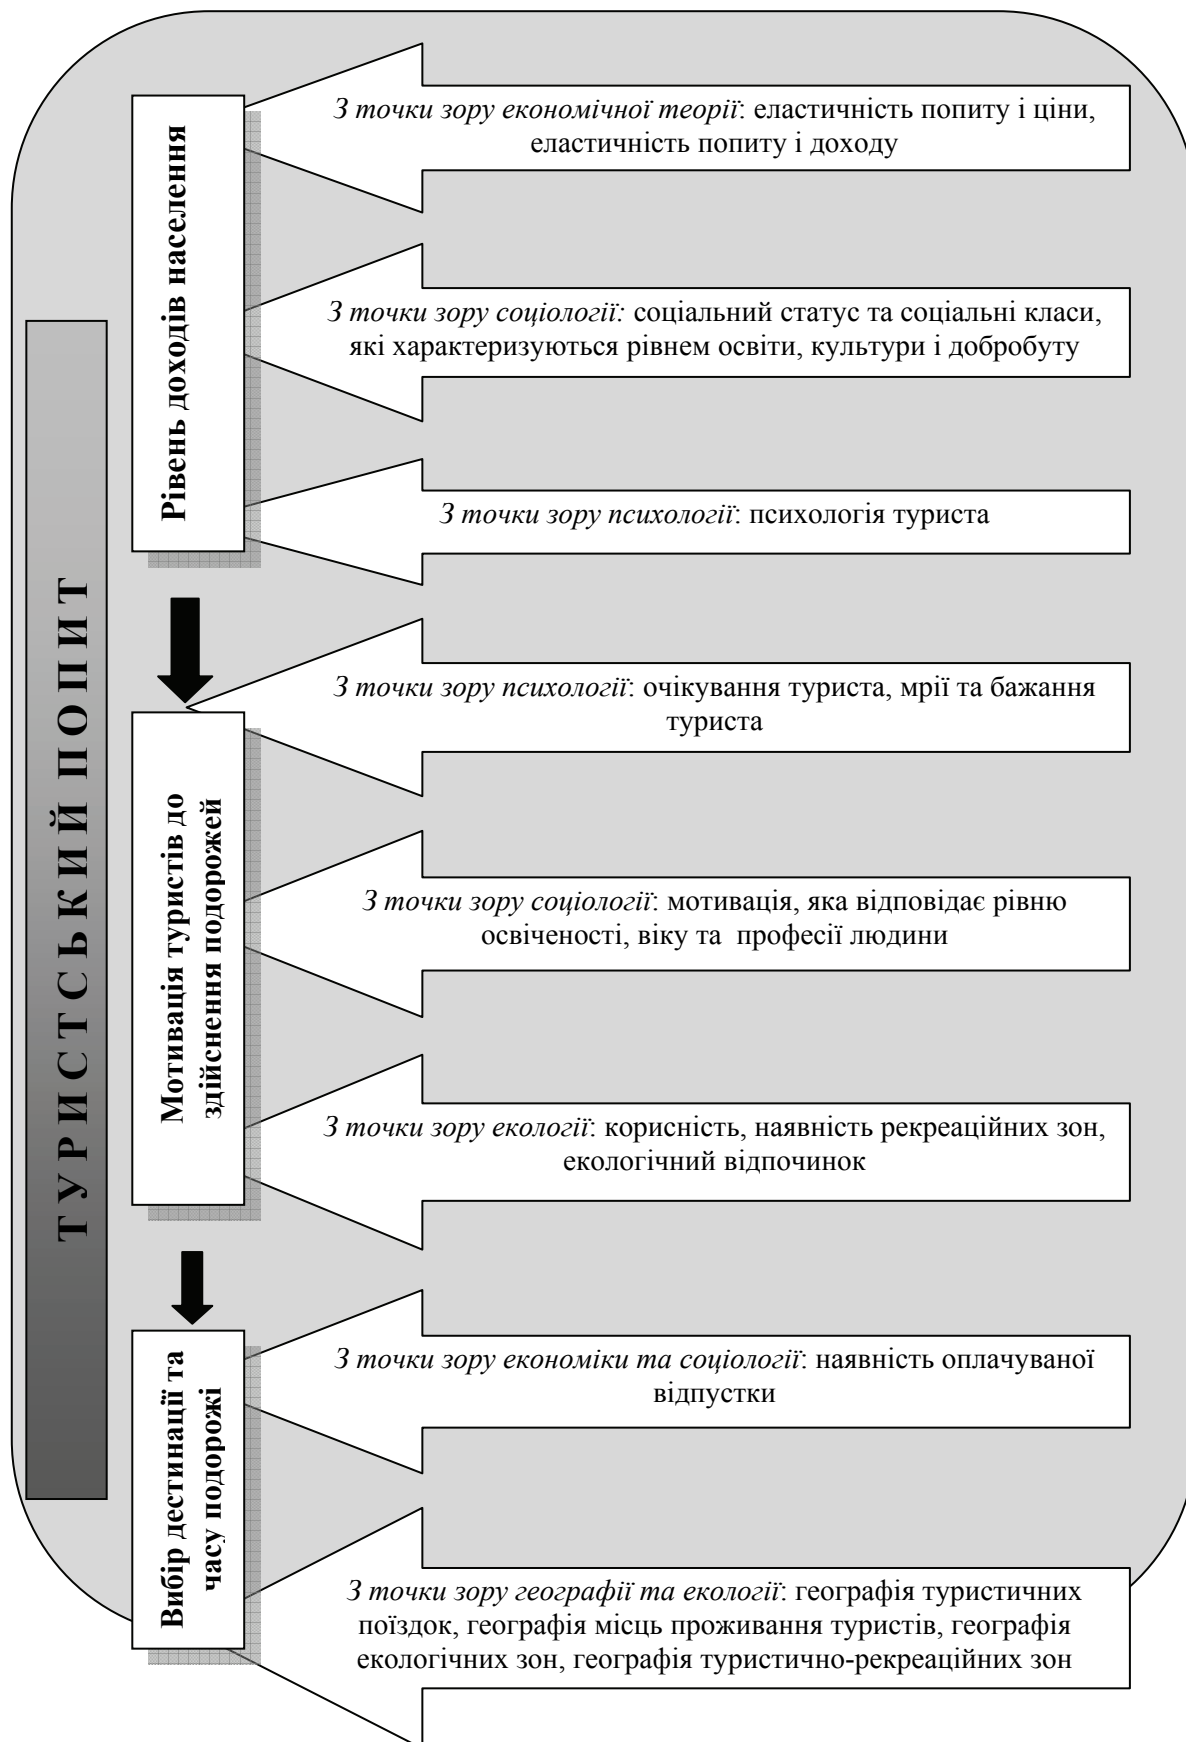 ТУРИСТСЬКИЙ ПОПИТ
Рівень доходів населення
З точки зору економічної теорії: еластичність попиту і ціни,
еластичність попиту і доходу
З точки зору соціології: соціальний статус та соціальні класи,
які характеризуються рівнем освіти, культури і добробуту
З точки зору психології: психологія туриста
Мотивація туристів до
здійснення подорожей
З точки зору психології: очікування туриста, мрії та бажання
туриста
З точки зору соціології: мотивація, яка відповідає рівню
освіченості, віку та професії людини
З точки зору екології: корисність, наявність рекреаційних зон,
екологічний відпочинок
Вибір дестинації та
часу подорожі
З точки зору економіки та соціології: наявність оплачуваної
відпустки
З точки зору географії та екології: географія туристичних
поїздок, географія місць проживання туристів, географія
екологічних зон, географія туристично-рекреаційних зон